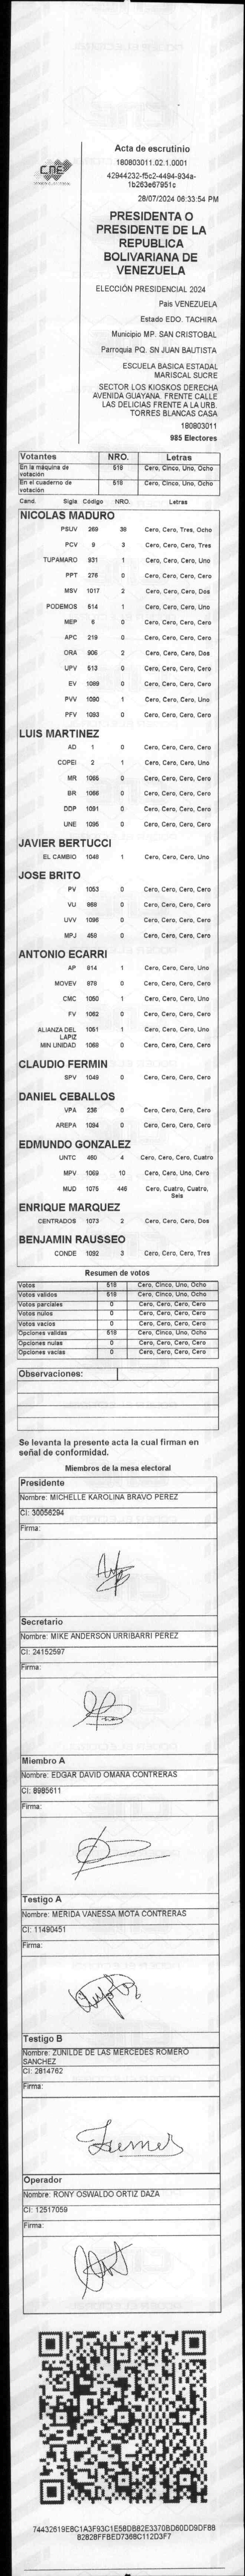 Acta de escrutinio
180803011.02.1.0001
42944232-f5c2-4494-934a-
1b263e67951c
28/07/2024 06:33:54 PM
CNE
PRESIDENTA O
PRESIDENTE DE LA
REPUBLICA
BOLIVARIANA DE
VENEZUELA
ELECCIÓN PRESIDENCIAL 2024
Pais VENEZUELA
Estado EDO. TACHIRA
Municipio MP. SAN CRISTOBAL
Parroquia PQ. SN JUAN BAUTISTA
ESCUELA BASICA ESTADAL
MARISCAL SUCRE
SECTOR LOS KIOSKOS DERECHA
AVENIDA GUAYANA. FRENTE CALLE
LAS DELICIAS FRENTE A LA URB.
TORRES BLANCAS CASA
180803011
985 Electores
Votantes NRO. Letras
En la máquina de votación 518 Cero, Cinco, Uno, Ocho
En el cuaderno de votación 518 Cero, Cinco, Uno, Ocho
Cand. Sigla Código NRO. Letras
NICOLAS MADURO
PSUV 269 38 Cero, Cero, Tres, Ocho
PCV 9 3 Cero, Cero, Cero, Tres
TUPAMARO 931 1 Cero, Cero, Cero, Uno
PPT 276 0 Cero, Cero, Cero, Cero
MSV 1017 2 Cero, Cero, Cero, Dos
PODEMOS 514 1 Cero, Cero, Cero, Uno
MEP 6 0 Cero, Cero, Cero, Cero
APC 219 0 Cero, Cero, Cero, Cero
ORA 906 2 Cero, Cero, Cero, Dos
UPV 513 0 Cero, Cero, Cero, Cero
EV 1089 0 Cero, Cero, Cero, Cero
PVV 1090 1 Cero, Cero, Cero, Uno
PFV 1093 0 Cero, Cero, Cero, Cero
LUIS MARTINEZ
AD 1 0 Cero, Cero, Cero, Cero
COPEI 2 1 Cero, Cero, Cero, Uno
MR 1065 0 Cero, Cero, Cero, Cero
BR 1066 0 Cero, Cero, Cero, Cero
DDP 1091 0 Cero, Cero, Cero, Cero
UNE 1095 0 Cero, Cero, Cero, Cero
JAVIER BERTUCCI
EL CAMBIO 1048 1 Cero, Cero, Cero, Uno
JOSE BRITO
PV 1053 0 Cero, Cero, Cero, Cero
VU 868 0 Cero, Cero, Cero, Cero
UVV 1096 0 Cero, Cero, Cero, Cero
MPJ 458 0 Cero, Cero, Cero, Cero
ANTONIO ECARRI
AP 614 1 Cero, Cero, Cero, Uno
MOVEV 878 0 Cero, Cero, Cero, Cero
CMC 1050 1 Cero, Cero, Cero, Uno
FV 1062 0 Cero, Cero, Cero, Cero
ALIANZA DEL LAPIZ 1051 1 Cero, Cero, Cero, Uno
MIN UNIDAD 1068 0 Cero, Cero, Cero, Cero
CLAUDIO FERMIN
SPV 1049 0 Cero, Cero, Cero, Cero
DANIEL CEBALLOS
VPA 236 0 Cero, Cero, Cero, Cero
AREPA 1094 0 Cero, Cero, Cero, Cero
EDMUNDO GONZALEZ
UNTC 460 4 Cero, Cero, Cero, Cuatro
MPV 1069 10 Cero, Cero, Uno, Cero
MUD 1075 446 Cero, Cuatro, Cuatro,
Seis
ENRIQUE MARQUEZ
CENTRADOS 1073 2 Cero, Cero, Cero, Dos
BENJAMIN RAUSSEO
CONDE 1092 3 Cero, Cero, Cero, Tres
Resumen de votos
Votos 518 Cero, Cinco, Uno, Ocho
Votos validos 518 Cero, Cinco, Uno, Ocho
Votos parciales 0 Cero, Cero, Cero, Cero
Votos nulos 0 Cero, Cero, Cero, Cero
Votos vacios 0 Cero, Cero, Cero, Cero
Opciones validas 518 Cero, Cinco, Uno, Ocho
Opciones nulas 0 Cero, Cero, Cero, Cero
Opciones vacias 0 Cero, Cero, Cero, Cero
Observaciones:
Se levanta la presente acta la cual firman en
señal de conformidad.
Miembros de la mesa electoral
Presidente
Nombre: MICHELLE KAROLINA BRAVO PEREZ
CI: 30056294
Firma:
Secretario
Nombre: MIKE ANDERSON URRIBARRI PEREZ
CI: 24152597
Firma:
Miembro A
Nombre: EDGAR DAVID OMAÑA CONTRERAS
CI: 8985611
Firma:
Testigo A
Nombre: MERIDA VANESSA MOTA CONTRERAS
CI: 11490451
Firma:
Testigo B
Nombre: ZUNILDE DE LAS MERCEDES ROMERO
SANCHEZ
CI: 2814762
Firma:
Operador
Nombre: RONY OSWALDO ORTIZ DAZA
CI: 12517059
Firma:
74432619E8C1A3F93C1E58DB82E3370BD60DD9DF88
B2828FFBED7368C112D3F7